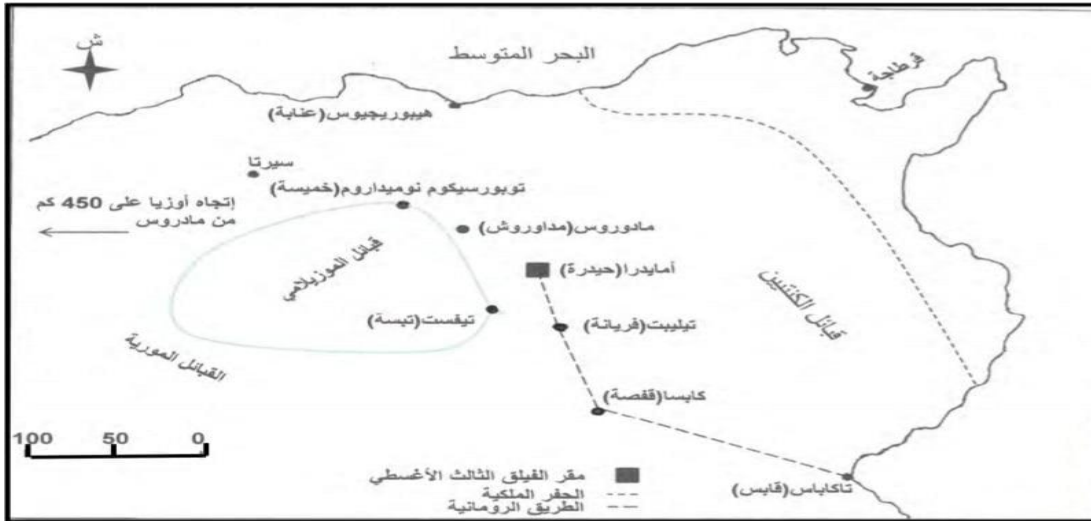 ش
البحر المتوسط
قرطاجة
هيبوريجيوس(عنابة)
سيرتا
توبورسيكوم نوميداروم(خميسة)
إتجاه أوزيا على 450 كم
من مادروس
مادوروس(مداوروش)
قبائل الموزيلامي
أمايدرا(حيدرة)
قبائل الكنتيين
تيفست(تبسة)
تيليبت(فريانة)
القبائل المورية
كابسا(قفصة)
100 50 0
مقر الفيلق الثالث الأغسطي
تاكاباس(قابس)
الحفر الملكية
الطريق الرومانية